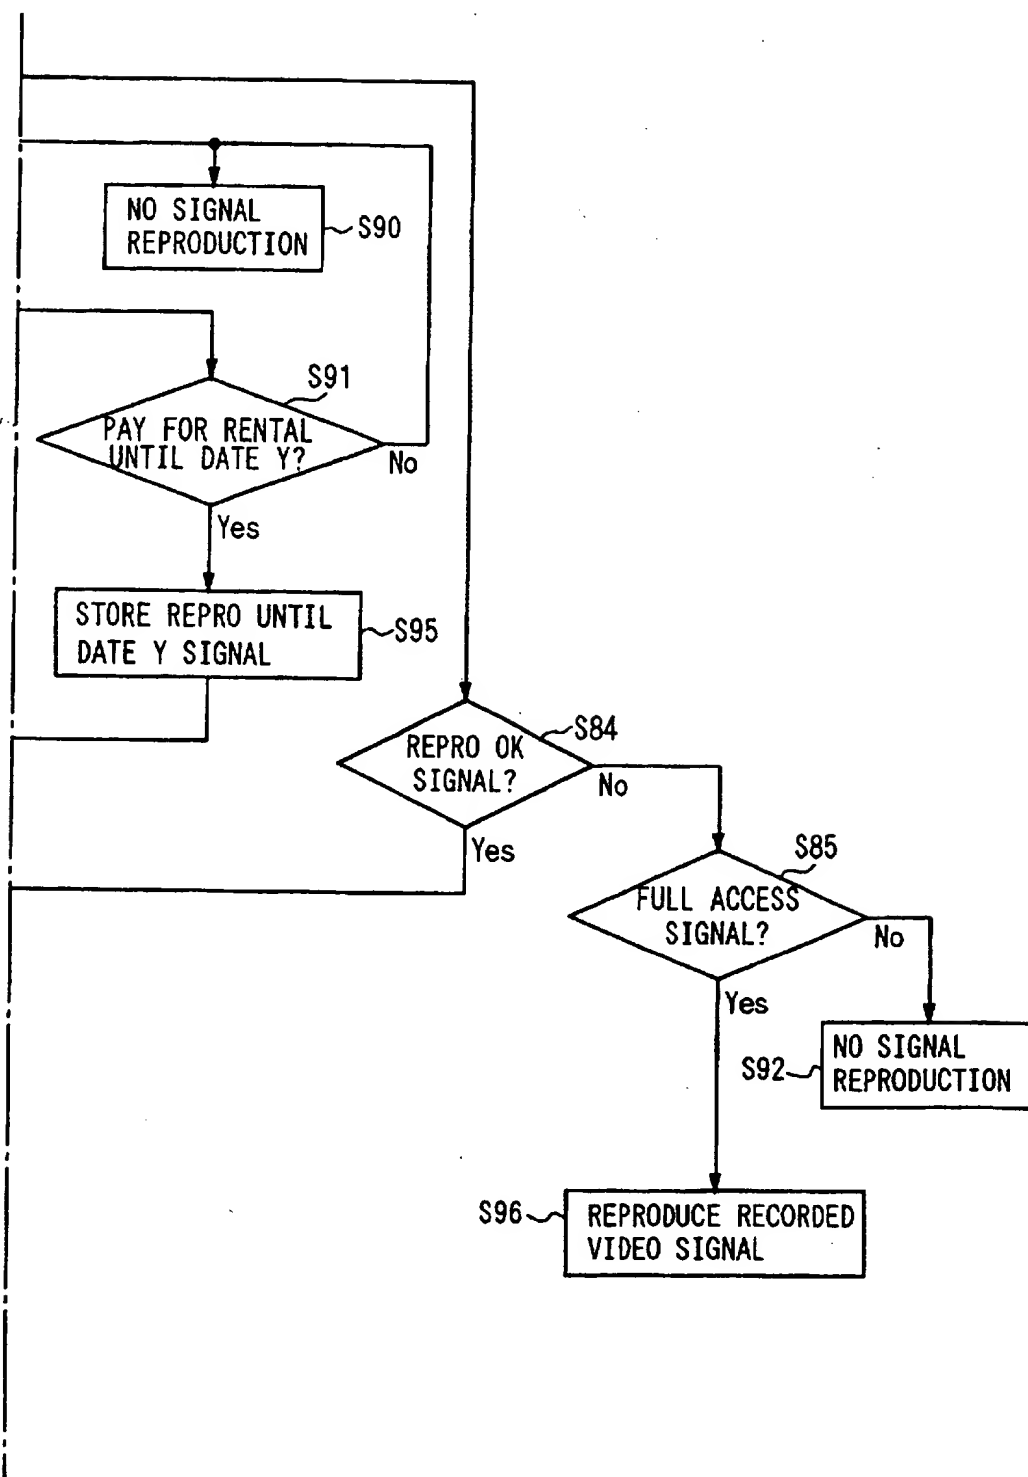 NO SIGNAL
REPRODUCTION
S90
S91
PAY FOR RENTAL
UNTIL DATE Y?
No
Yes
STORE REPRO UNTIL
DATE Y SIGNAL
S95
S84
REPRO OK
SIGNAL?
No
Yes
S85
FULL ACCESS
SIGNAL?
No
Yes
S92
NO SIGNAL
REPRODUCTION
S96
REPRODUCE RECORDED
VIDEO SIGNAL